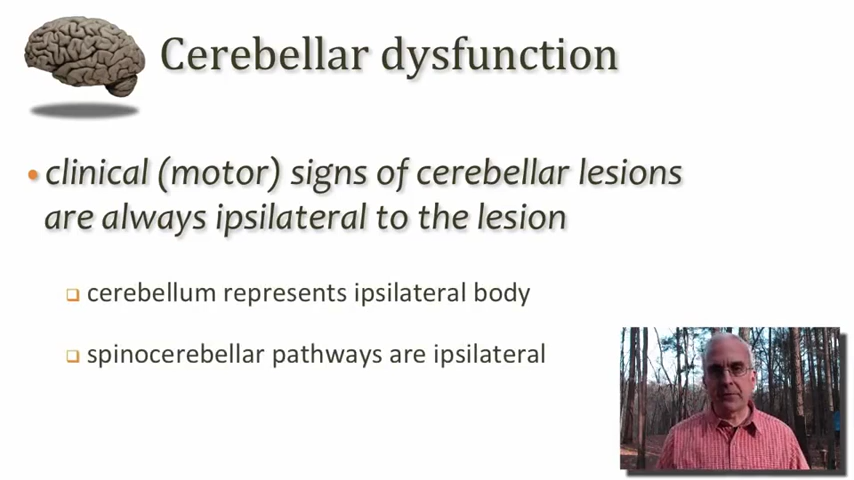 Cerebellar dysfunction
• clinical (motor) signs of cerebellar lesions
are always ipsilateral to the lesion
❑ cerebellum represents ipsilateral body
❑ spinocerebellar pathways are ipsilateral